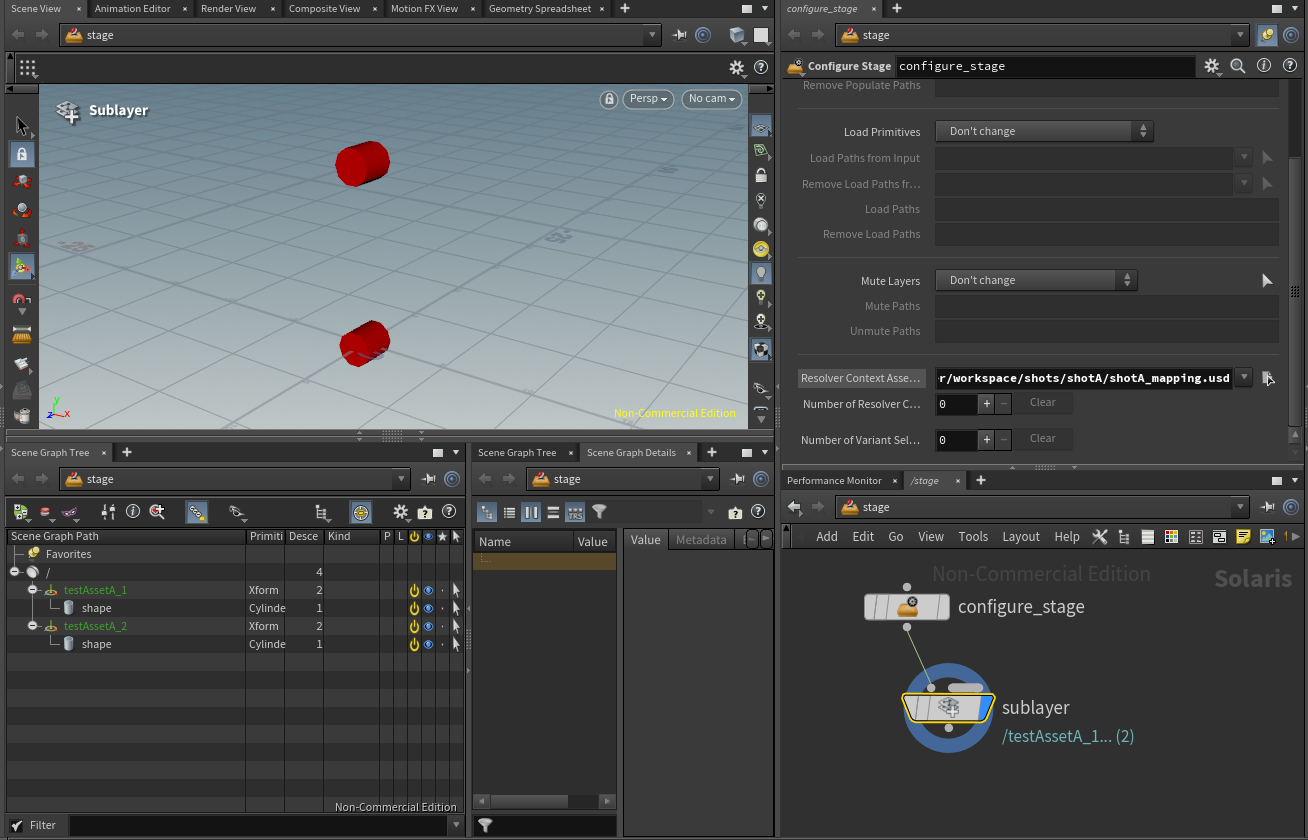 Scene View
Animation Editor
Render View
Composite View
Motion FX View
Geometry Spreadsheet
stage
Sublayer
Persp
No cam
Non-Commercial Edition
y
z
x
configure_stage
stage
Configure Stage
configure_stage
Remove Populate Paths
Load Primitives
Don't change
Load Paths from Input
Remove Load Paths fr...
Load Paths
Remove Load Paths
Mute Layers
Don't change
Mute Paths
Unmute Paths
Resolver Context Asse...
r/workspace/shots/shotA/shotA_mapping.usd
Number of Resolver C...
0
Clear
Number of Variant Sel...
0
Clear
Scene Graph Tree
stage
Scene Graph Path
Primiti
Desce
Kind
P
L
Favorites
/
4
testAssetA_1
Xform
2
shape
Cylinde
1
testAssetA_2
Xform
2
shape
Cylinde
1
Non-Commercial Edition
Filter
Scene Graph Tree
Scene Graph Details
stage
Name
Value
Value
Metadata
Performance Monitor
/stage
stage
Add
Edit
Go
View
Tools
Layout
Help
Non-Commercial Edition
Solaris
configure_stage
sublayer
/testAssetA_1... (2)